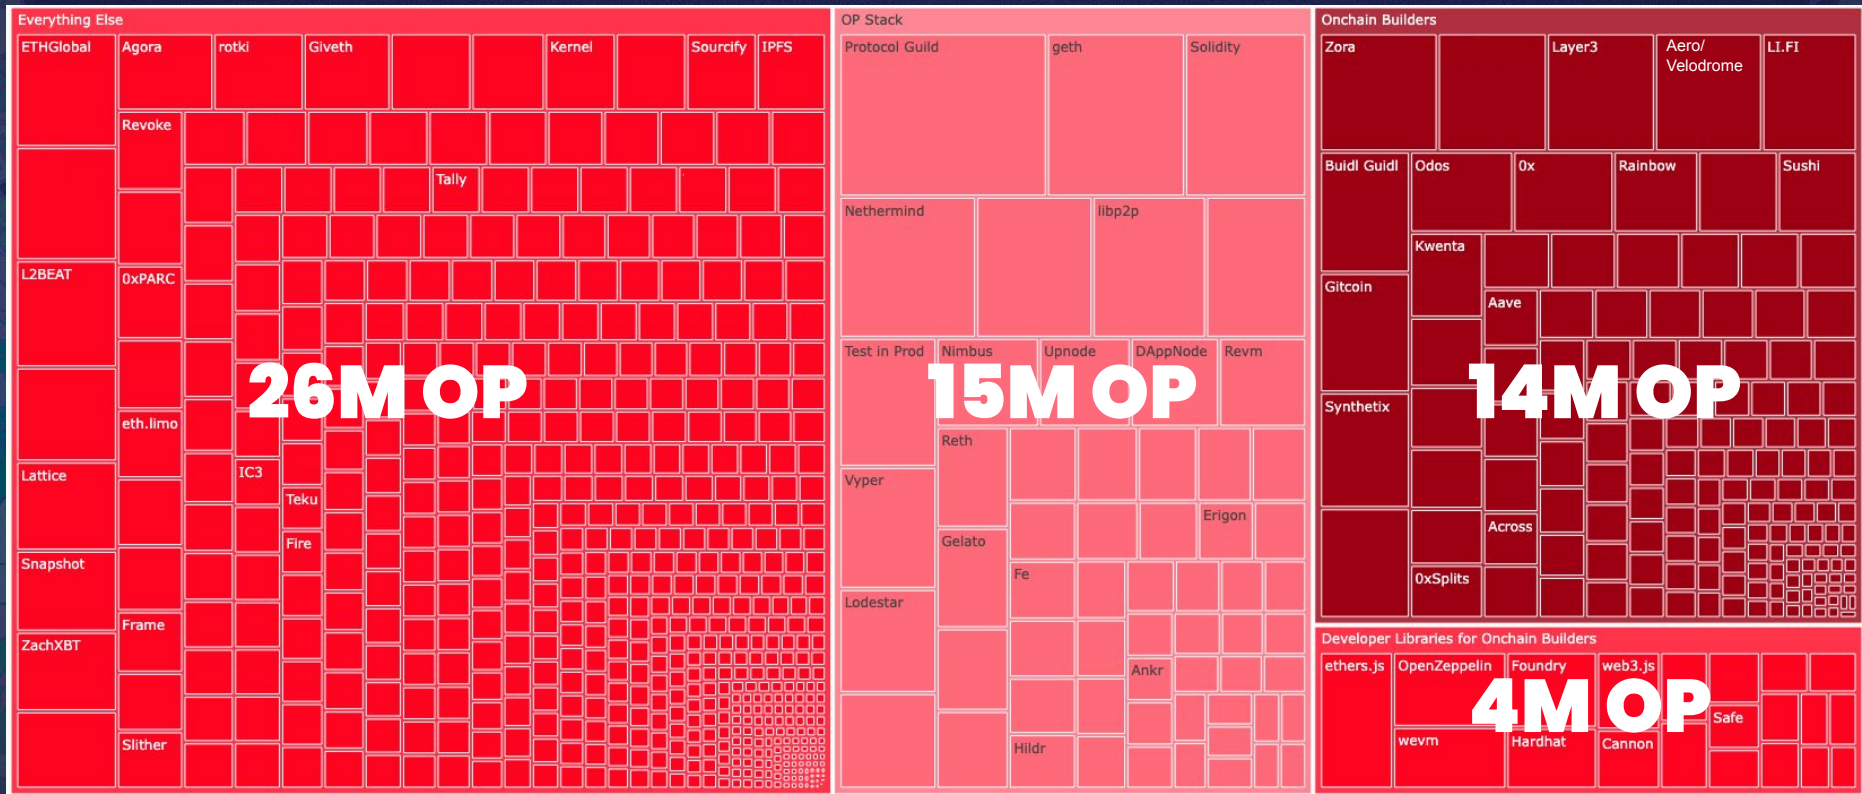 Everything Else
ETHGlobal
Agora
rotki
Giveth
Kernel
Sourcify
IPFS
Revoke
Tally
L2BEAT
0xPARC
26M OP
eth.limo
Lattice
IC3
Teku
Fire
Snapshot
Frame
ZachXBT
Slither
OP Stack
Protocol Guild
geth
Solidity
Nethermind
libp2p
Test in Prod
Nimbus
Upnode
DAppNode
Revm
15M OP
Reth
Vyper
Erigon
Gelato
Fe
Lodestar
Ankr
Hildr
Onchain Builders
Zora
Layer3
Aero/
Velodrome
LI.FI
Buidl Guidl
Odos
0x
Rainbow
Sushi
Kwenta
Gitcoin
Aave
14M OP
Synthetix
Across
0xSplits
Developer Libraries for Onchain Builders
ethers.js
OpenZeppelin
Foundry
web3.js
4M OP
Safe
wevm
Hardhat
Cannon